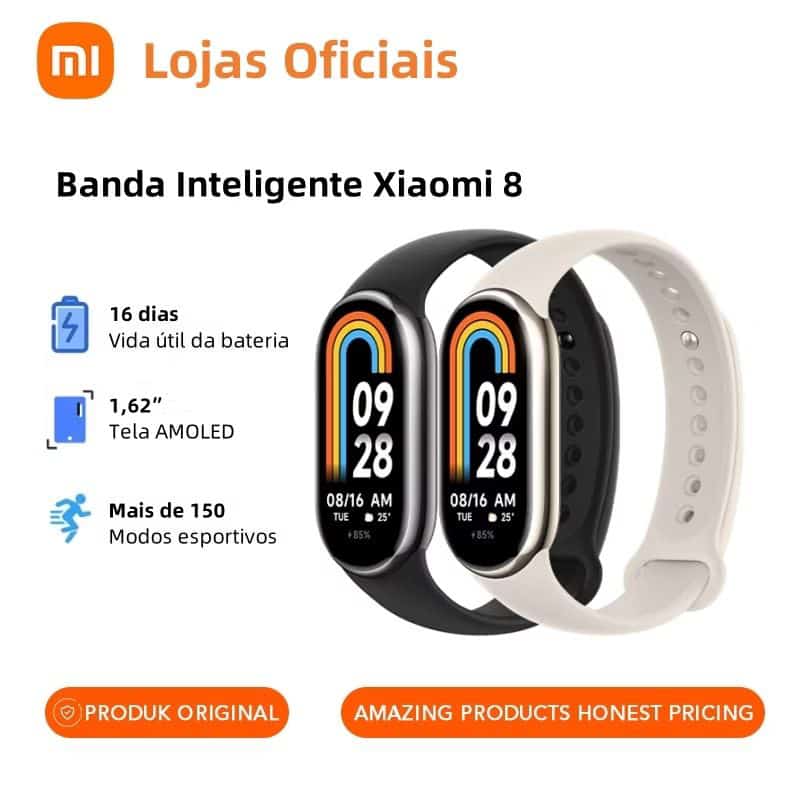 mi Lojas Oficiais
Banda Inteligente Xiaomi 8
16 dias
Vida útil da bateria
1,62”
Tela AMOLED
Mais de 150
Modos esportivos
09
28
08/16 AM
TUE 25°
85%
09
28
08/16 AM
TUE 25°
85%
PRODUK ORIGINAL
AMAZING PRODUCTS HONEST PRICING